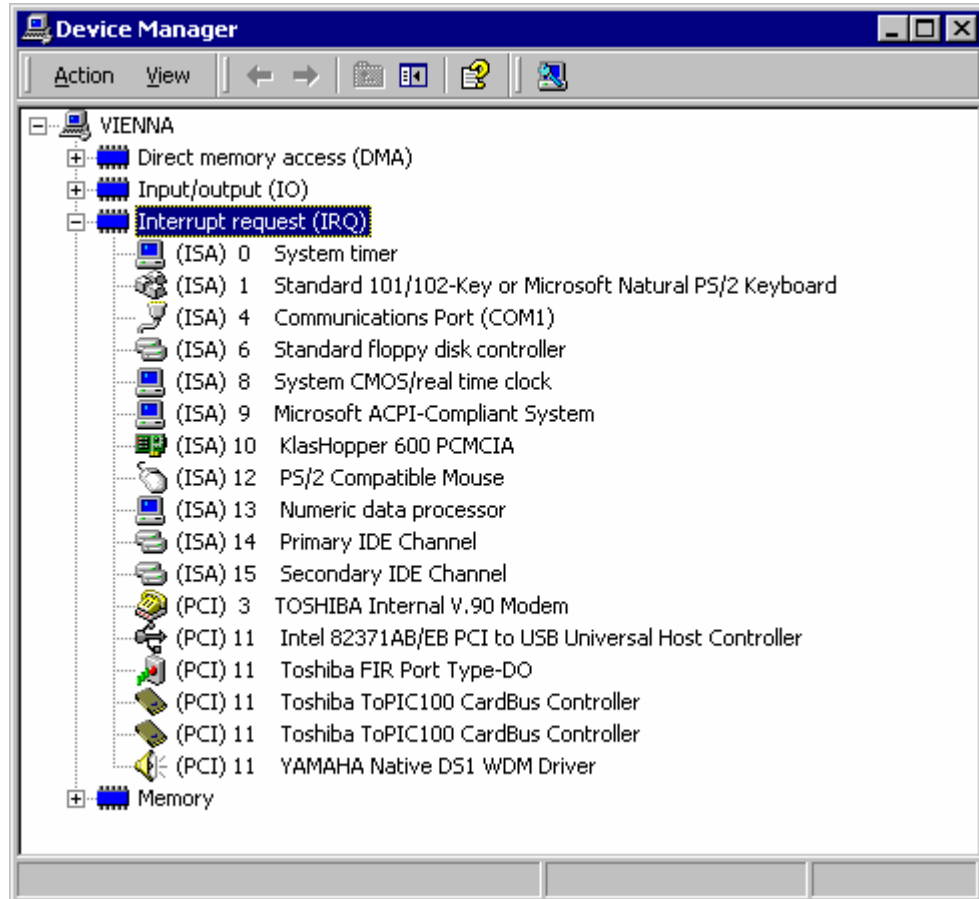 Device Manager
Action View
VIENNA
Direct memory access (DMA)
Input/output (IO)
Interrupt request (IRQ)
(ISA) 0 System timer
(ISA) 1 Standard 101/102-Key or Microsoft Natural PS/2 Keyboard
(ISA) 4 Communications Port (COM1)
(ISA) 6 Standard floppy disk controller
(ISA) 8 System CMOS/real time clock
(ISA) 9 Microsoft ACPI-Compliant System
(ISA) 10 KlasHopper 600 PCMCIA
(ISA) 12 PS/2 Compatible Mouse
(ISA) 13 Numeric data processor
(ISA) 14 Primary IDE Channel
(ISA) 15 Secondary IDE Channel
(PCI) 3 TOSHIBA Internal V.90 Modem
(PCI) 11 Intel 82371AB/EB PCI to USB Universal Host Controller
(PCI) 11 Toshiba FIR Port Type-DO
(PCI) 11 Toshiba ToPIC100 CardBus Controller
(PCI) 11 Toshiba ToPIC100 CardBus Controller
(PCI) 11 YAMAHA Native DS1 WDM Driver
Memory